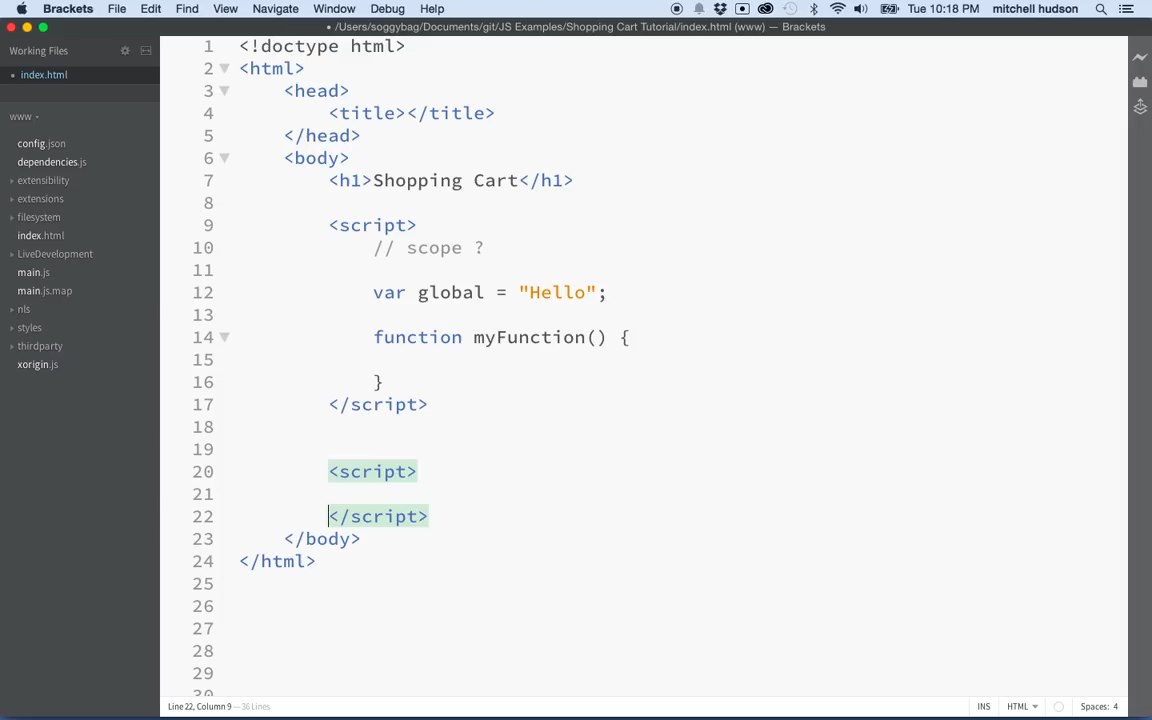 Brackets File Edit Find View Navigate Window Debug Help Tue 10:18 PM mitchell hudson
• /Users/soggybag/Documents/git/JS Examples/Shopping Cart Tutorial/index.html (www) — Brackets
Working Files
• index.html
www
config.json
dependencies.js
extensibility
extensions
filesystem
index.html
LiveDevelopment
main.js
main.js.map
nls
styles
thirdparty
xorigin.js
1 <!doctype html>
2 <html>
3 <head>
4 <title></title>
5 </head>
6 <body>
7 <h1>Shopping Cart</h1>
8
9 <script>
10 // scope ?
11
12 var global = "Hello";
13
14 function myFunction() {
15
16 }
17 </script>
18
19
20 <script>
21
22 </script>
23 </body>
24 </html>
25
26
27
28
29
30
Line 22, Column 9 — 36 Lines INS HTML Spaces: 4